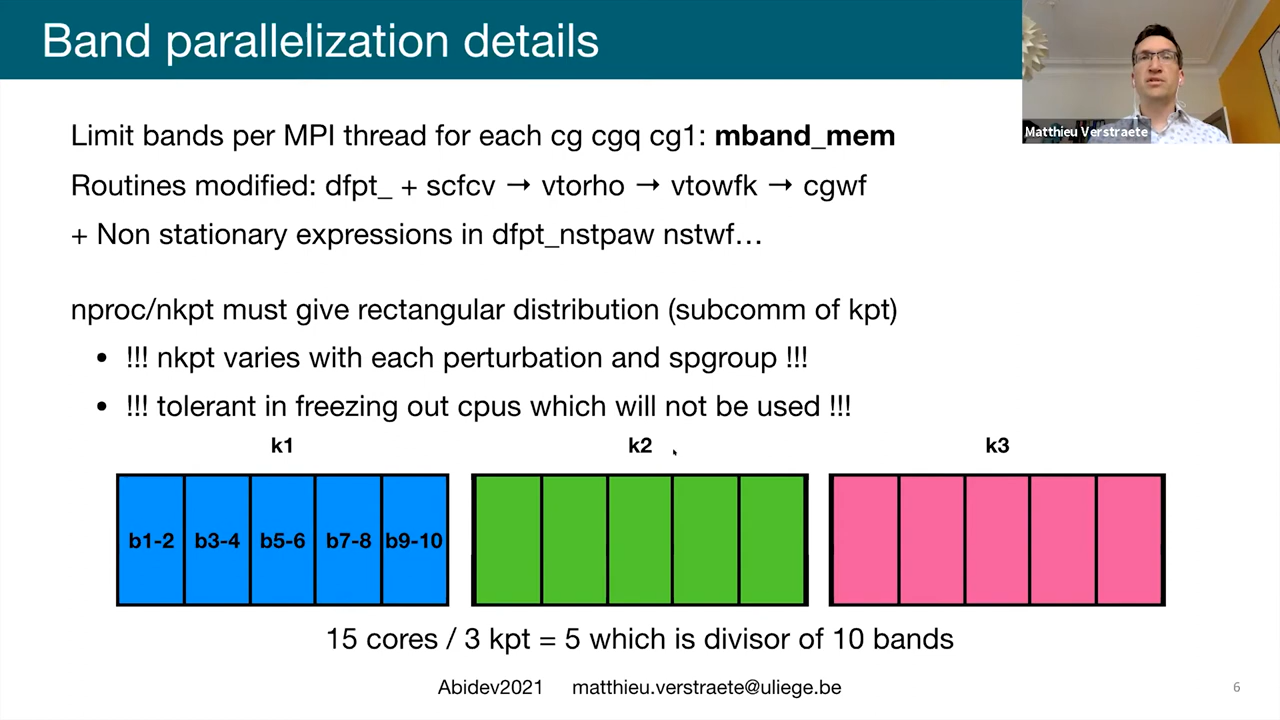 Band parallelization details
Matthieu Verstraete
Limit bands per MPI thread for each cg cgq cg1: mband_mem
Routines modified: dfpt_ + scfcv → vtorho → vtowfk → cgwf
+ Non stationary expressions in dfpt_nstpaw nstwf…
nproc/nkpt must give rectangular distribution (subcomm of kpt)
• !!! nkpt varies with each perturbation and spgroup !!!
• !!! tolerant in freezing out cpus which will not be used !!!
k1 k2 k3
b1-2 b3-4 b5-6 b7-8 b9-10
15 cores / 3 kpt = 5 which is divisor of 10 bands
Abidev2021 matthieu.verstraete@uliege.be
6